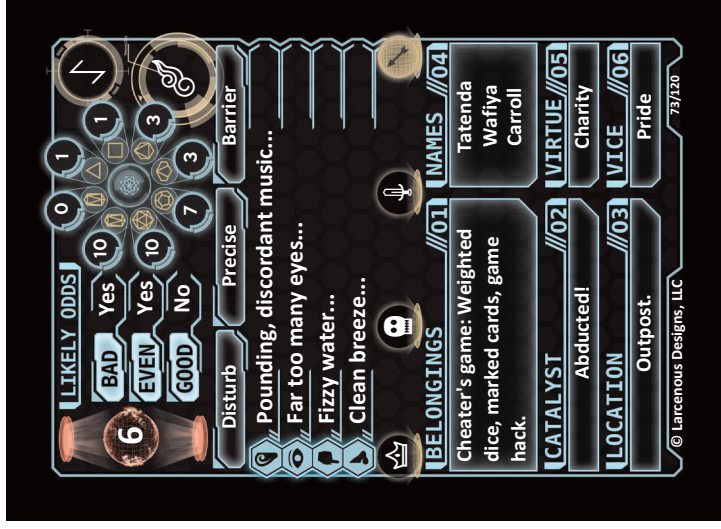 6
LIKELY ODDS
BAD Yes
EVEN Yes
GOOD No
0 1
10 1
10 3
7 3
Disturb Precise Barrier
Pounding, discordant music...
Far too many eyes...
Fizzy water...
Clean breeze...
BELONGINGS ///01
Cheater's game: Weighted
dice, marked cards, game
hack.
NAMES ///04
Tatenda
Wafiya
Carroll
CATALYST ///02
Abducted!
VIRTUE ///05
Charity
LOCATION ///03
Outpost.
VICE ///06
Pride
© Larcenous Designs, LLC 73/120